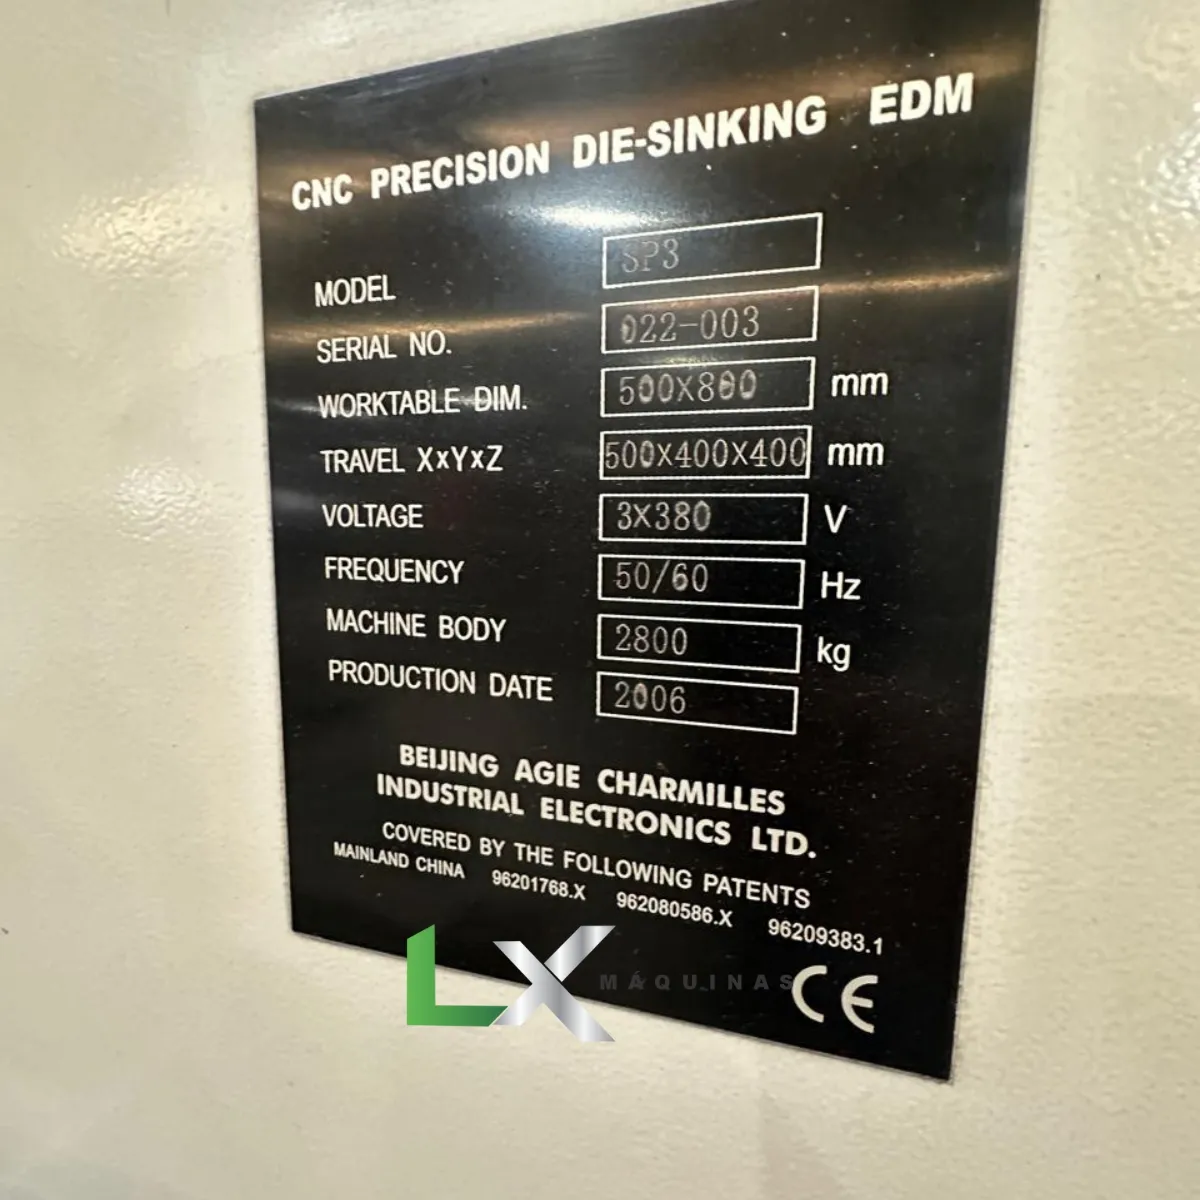 CNC PRECISION DIE-SINKING EDM
MODEL SP3
SERIAL NO. 022-003
WORKTABLE DIM. 500X800 mm
TRAVEL XxYxZ 500X400X400 mm
VOLTAGE 3X380 V
FREQUENCY 50/60 Hz
MACHINE BODY 2800 kg
PRODUCTION DATE 2006
BEIJING AGIE CHARMILLES
INDUSTRIAL ELECTRONICS LTD.
COVERED BY THE FOLLOWING PATENTS
MAINLAND CHINA 96201768.X 962080586.X 96209383.1
LX MÁQUINAS
CE